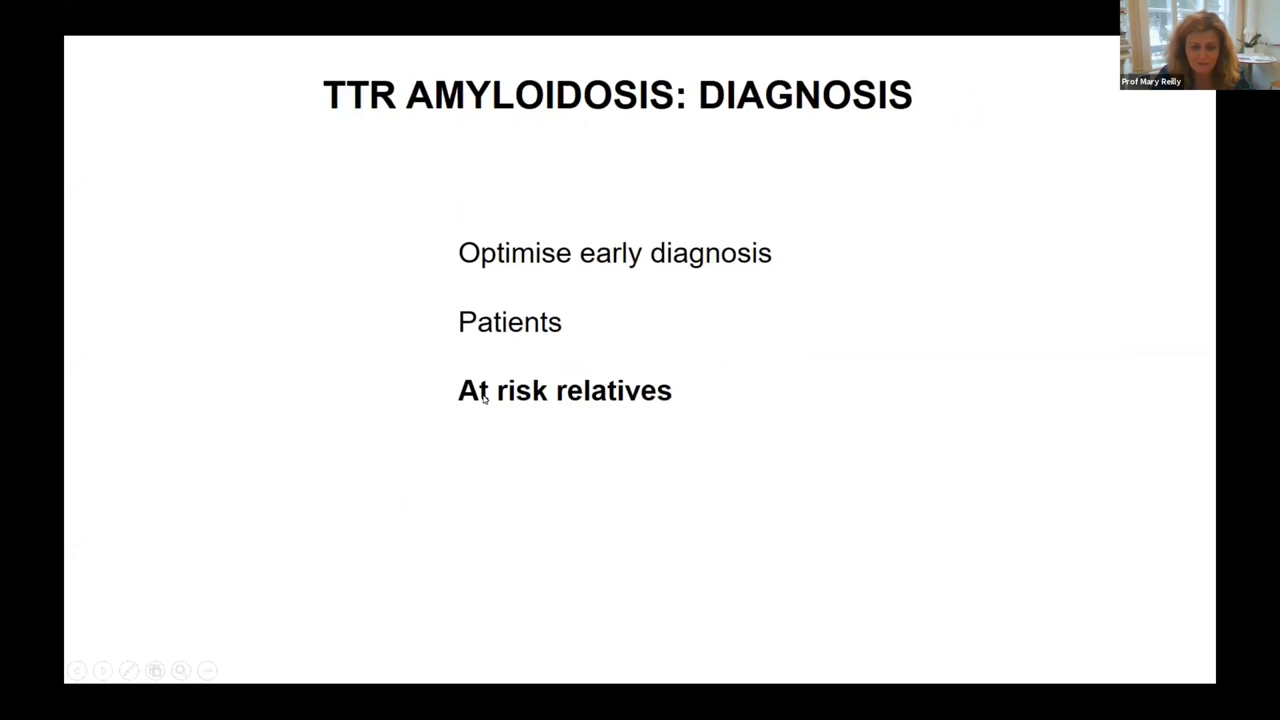 TTR AMYLOIDOSIS: DIAGNOSIS
Prof Mary Reilly
Optimise early diagnosis
Patients
At risk relatives